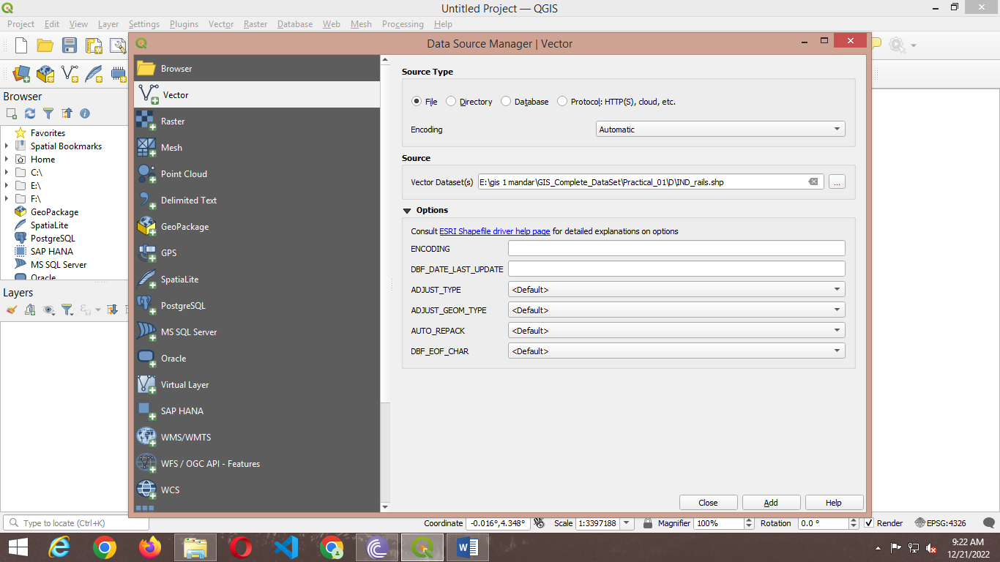 Untitled Project — QGIS
Project Edit View Layer Settings Plugins Vector Raster Database Web Mesh Processing Help
Data Source Manager | Vector
Browser
Favorites
Spatial Bookmarks
Home
C:\
E:\
F:\
GeoPackage
SpatiaLite
PostgreSQL
SAP HANA
MS SQL Server
Oracle
Layers
Browser
Vector
Raster
Mesh
Point Cloud
Delimited Text
GeoPackage
GPS
SpatiaLite
PostgreSQL
MS SQL Server
Oracle
Virtual Layer
SAP HANA
WMS/WMTS
WFS / OGC API - Features
WCS
Source Type
File Directory Database Protocol: HTTP(S), cloud, etc.
Encoding Automatic
Source
Vector Dataset(s) E:\gis 1 mandar\GIS_Complete_DataSet\Practical_01\D\IND_rails.shp ...
Options
Consult ESRI Shapefile driver help page for detailed explanations on options
ENCODING
DBF_DATE_LAST_UPDATE
ADJUST_TYPE <Default>
ADJUST_GEOM_TYPE <Default>
AUTO_REPACK <Default>
DBF_EOF_CHAR <Default>
Close Add Help
Type to locate (Ctrl+K) Coordinate -0.016°,4.348° Scale 1:3397188 Magnifier 100% Rotation 0.0 ° Render EPSG:4326
9:22 AM
12/21/2022